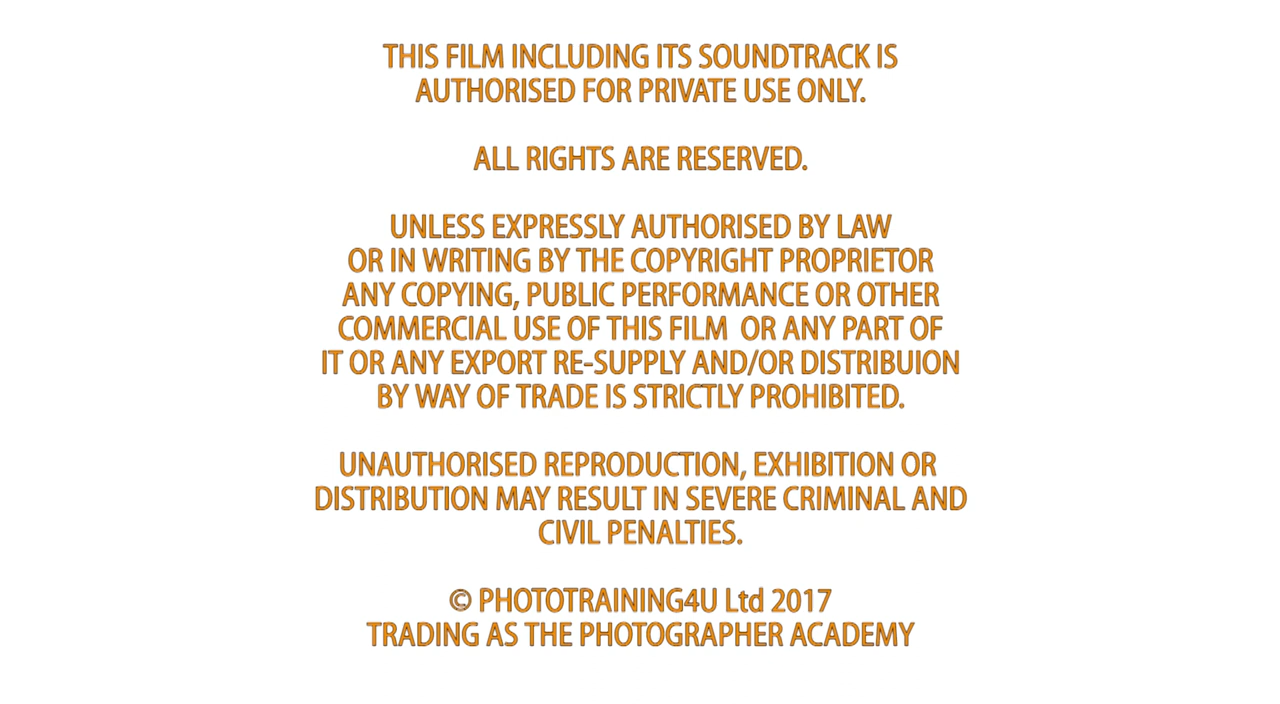 THIS FILM INCLUDING ITS SOUNDTRACK IS
AUTHORISED FOR PRIVATE USE ONLY.
ALL RIGHTS ARE RESERVED.
UNLESS EXPRESSLY AUTHORISED BY LAW
OR IN WRITING BY THE COPYRIGHT PROPRIETOR
ANY COPYING, PUBLIC PERFORMANCE OR OTHER
COMMERCIAL USE OF THIS FILM  OR ANY PART OF
IT OR ANY EXPORT RE-SUPPLY AND/OR DISTRIBUION
BY WAY OF TRADE IS STRICTLY PROHIBITED.
UNAUTHORISED REPRODUCTION, EXHIBITION OR
DISTRIBUTION MAY RESULT IN SEVERE CRIMINAL AND
CIVIL PENALTIES.
© PHOTOTRAINING4U Ltd 2017
TRADING AS THE PHOTOGRAPHER ACADEMY